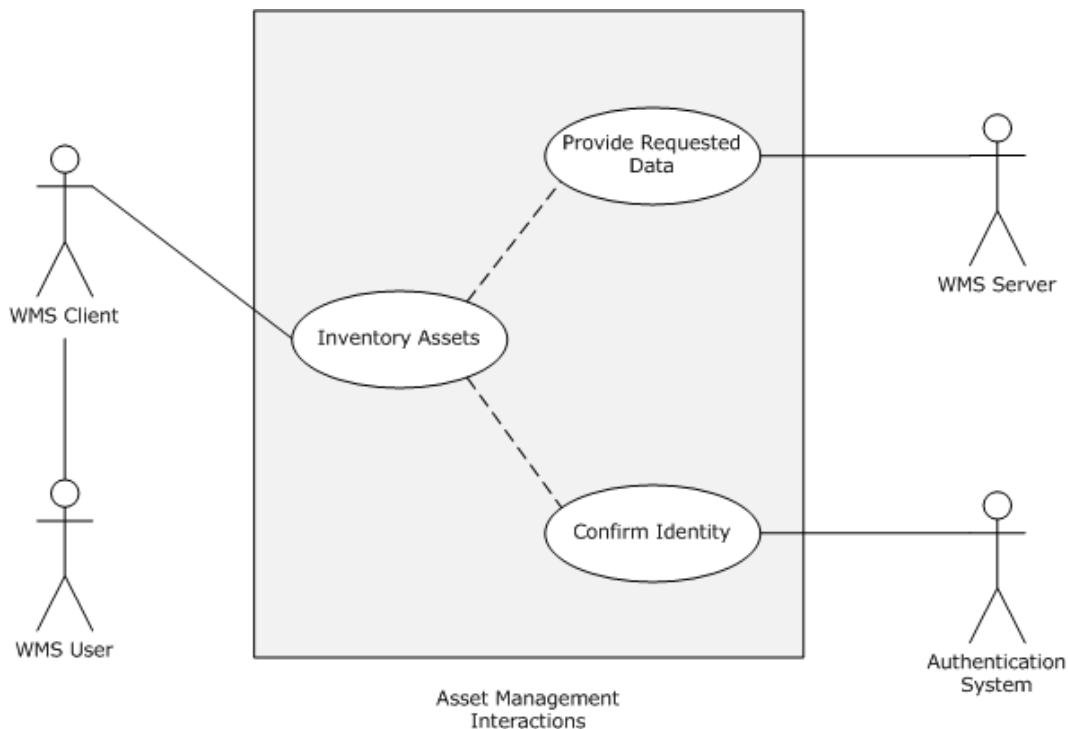 Provide Requested
Data
WMS Server
WMS Client
Inventory Assets
Confirm Identity
WMS User
Authentication
System
Asset Management
Interactions